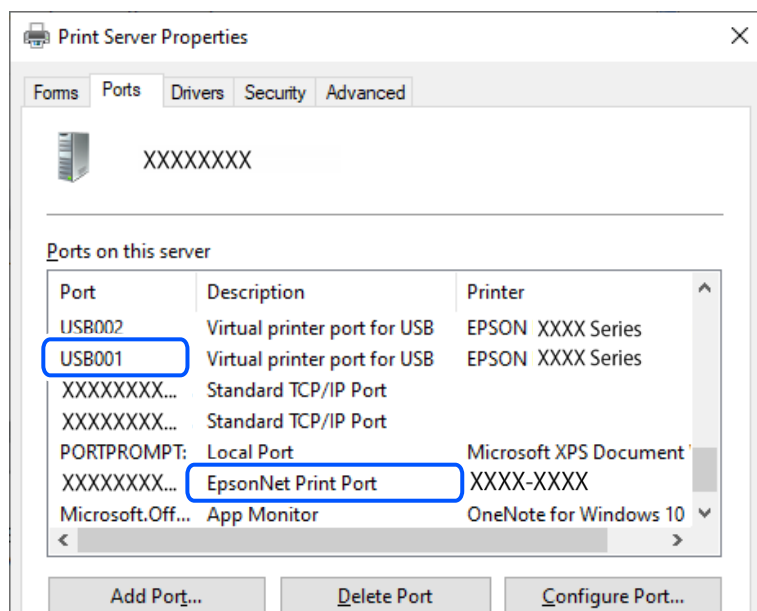 Print Server Properties
Forms Ports Drivers Security Advanced
XXXXXXXX
Ports on this server
Port Description Printer
USB002 Virtual printer port for USB EPSON XXXX Series
USB001 Virtual printer port for USB EPSON XXXX Series
XXXXXXXX... Standard TCP/IP Port
XXXXXXXX... Standard TCP/IP Port
PORTPROMPT: Local Port Microsoft XPS Document
XXXXXXXX... EpsonNet Print Port XXXX-XXXX
Microsoft.Off... App Monitor OneNote for Windows 10
Add Port... Delete Port Configure Port...